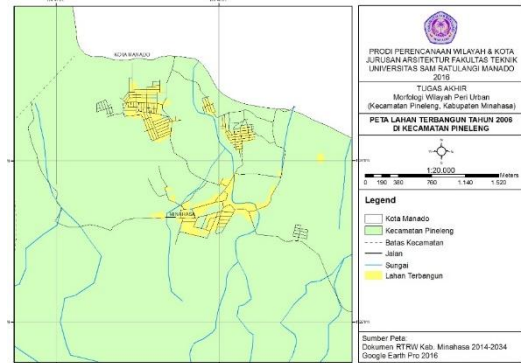 KOTA MANADO
MINAHASA
PRODI PERENCANAAN WILAYAH & KOTA
JURUSAN ARSITEKTUR FAKULTAS TEKNIK
UNIVERSITAS SAM RATULANGI MANADO
2016
TUGAS AKHIR
Morfologi Wilayah Peri Urban
(Kecamatan Pineleng, Kabupatan Minahasa)
PETA LAHAN TERBANGUN TAHUN 2006
DI KECAMATAN PINELENG
1:20.000
0 190 380 760 1.140 1.520
Meters
Legend
Kota Manado
Kecamatan Pineleng
Batas Kecamatan
Jalan
Sungai
Lahan Terbangun
Sumber Peta:
Dokumen RTRW Kab. Minahasa 2014-2034
Google Earth Pro 2016